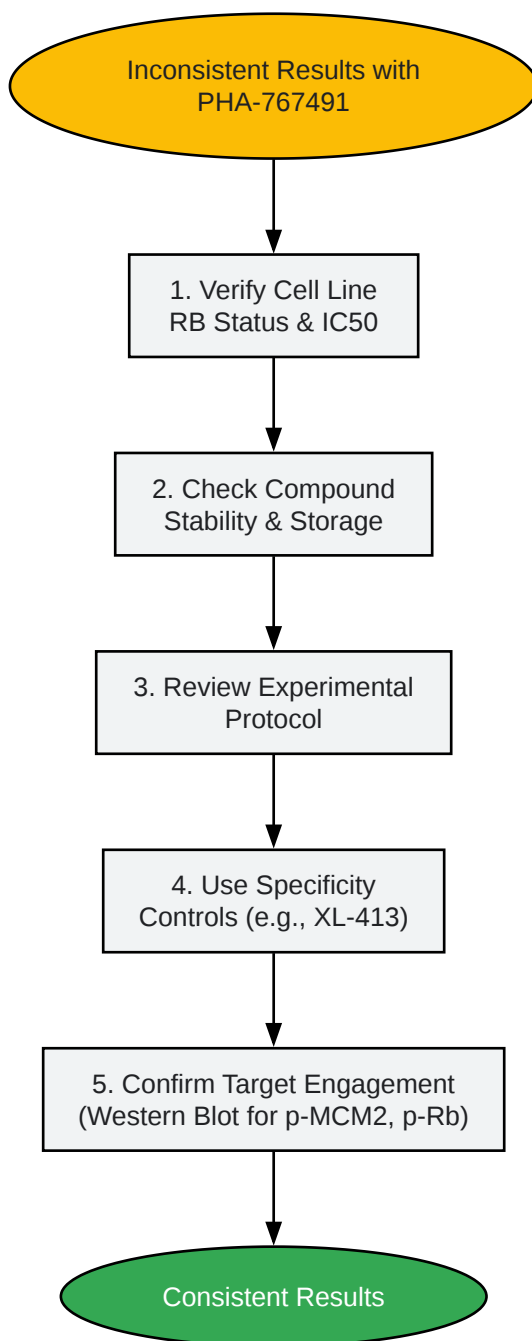 Inconsistent Results with
PHA-767491
1. Verify Cell Line
RB Status & IC50
2. Check Compound
Stability & Storage
3. Review Experimental
Protocol
4. Use Specificity
Controls (e.g., XL-413)
5. Confirm Target Engagement
(Western Blot for p-MCM2, p-Rb)
Consistent Results